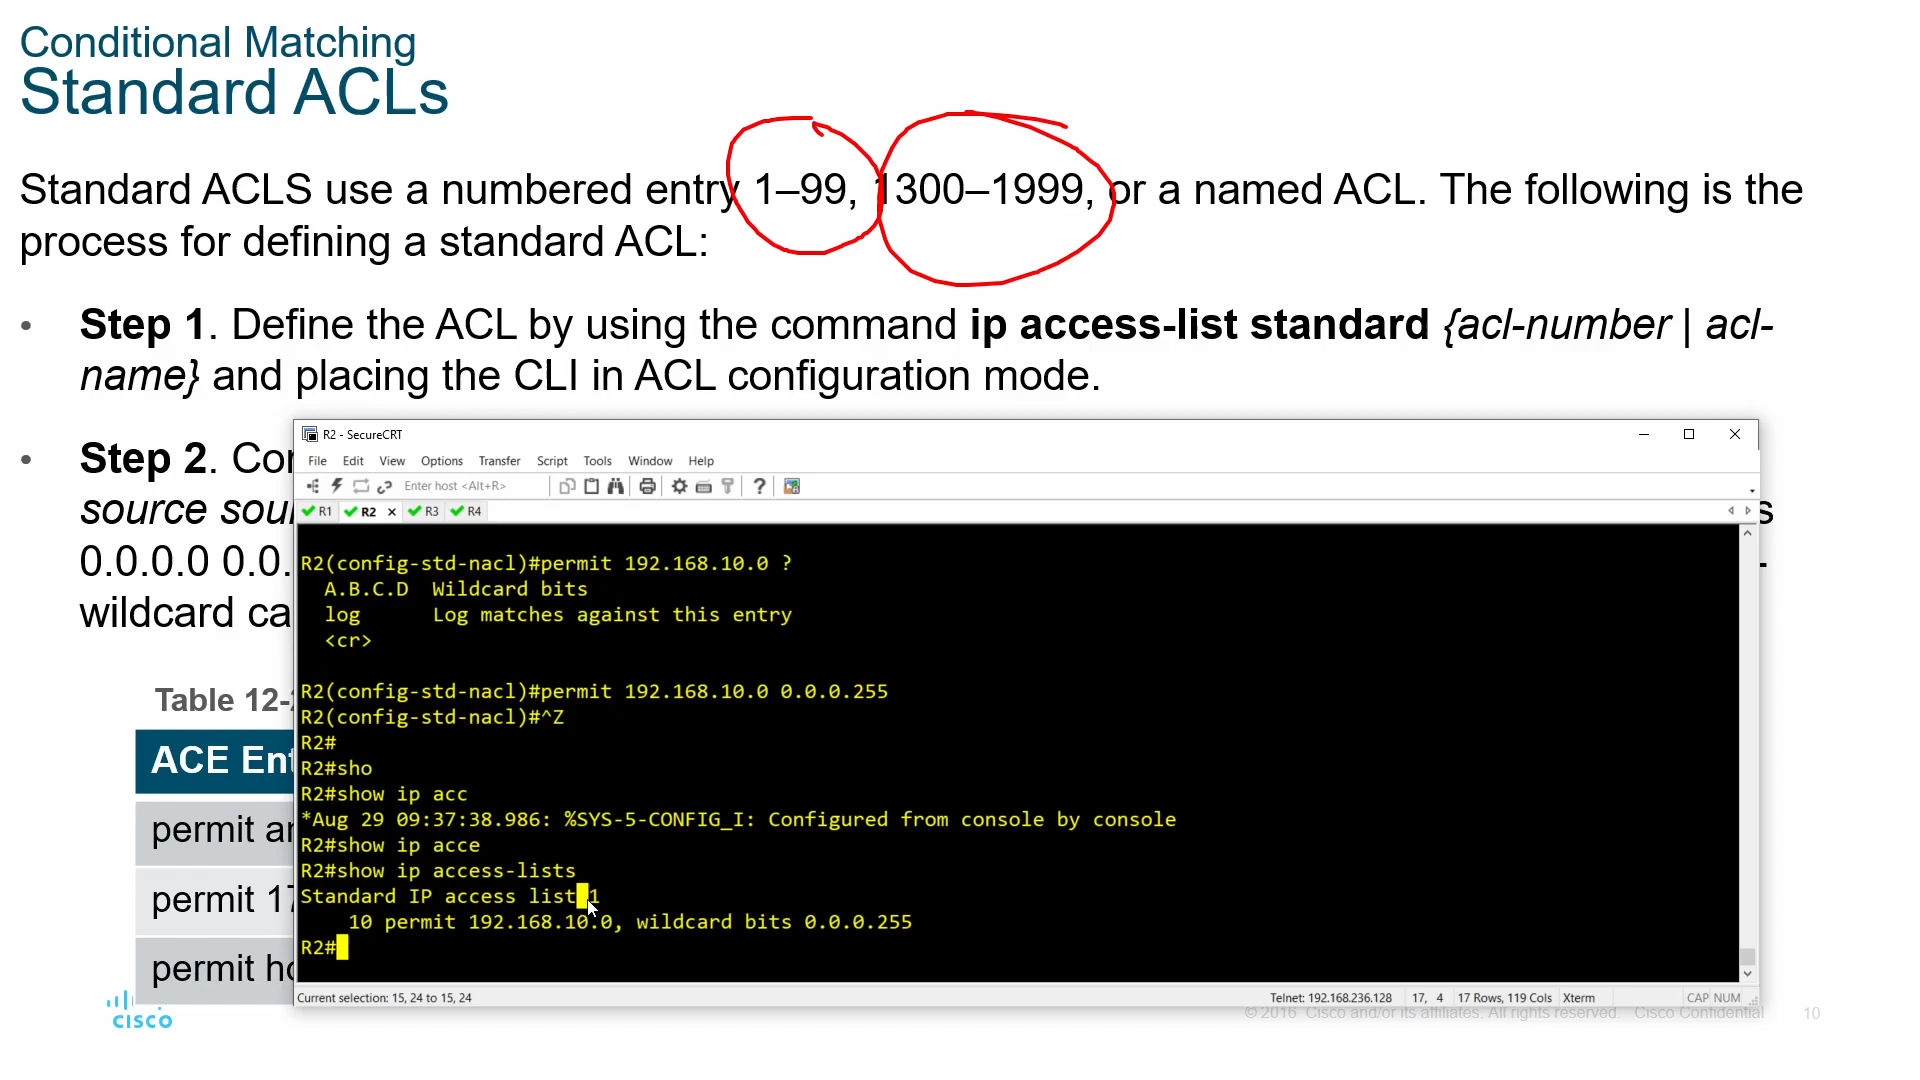 Conditional Matching
Standard ACLs
Standard ACLS use a numbered entry 1–99, 1300–1999, or a named ACL. The following is the
process for defining a standard ACL:
• Step 1. Define the ACL by using the command ip access-list standard {acl-number | acl-
name} and placing the CLI in ACL configuration mode.
• Step 2. Con
source sour
0.0.0.0 0.0.
wildcard ca
Table 12-
ACE Ent
permit an
permit 17
permit ho
R2 - SecureCRT
File Edit View Options Transfer Script Tools Window Help
Enter host <Alt+R>
R1 R2 R3 R4
R2(config-std-nacl)#permit 192.168.10.0 ?
A.B.C.D Wildcard bits
log Log matches against this entry
<cr>
R2(config-std-nacl)#permit 192.168.10.0 0.0.0.255
R2(config-std-nacl)#^Z
R2#
R2#sho
R2#show ip acc
*Aug 29 09:37:38.986: %SYS-5-CONFIG_I: Configured from console by console
R2#show ip acce
R2#show ip access-lists
Standard IP access list 1
10 permit 192.168.10.0, wildcard bits 0.0.0.255
R2#
Current selection: 15, 24 to 15, 24 Telnet: 192.168.236.128 17, 4 17 Rows, 119 Cols Xterm CAP NUM
CISCO
© 2016 Cisco and/or its affiliates. All rights reserved. Cisco Confidential 10